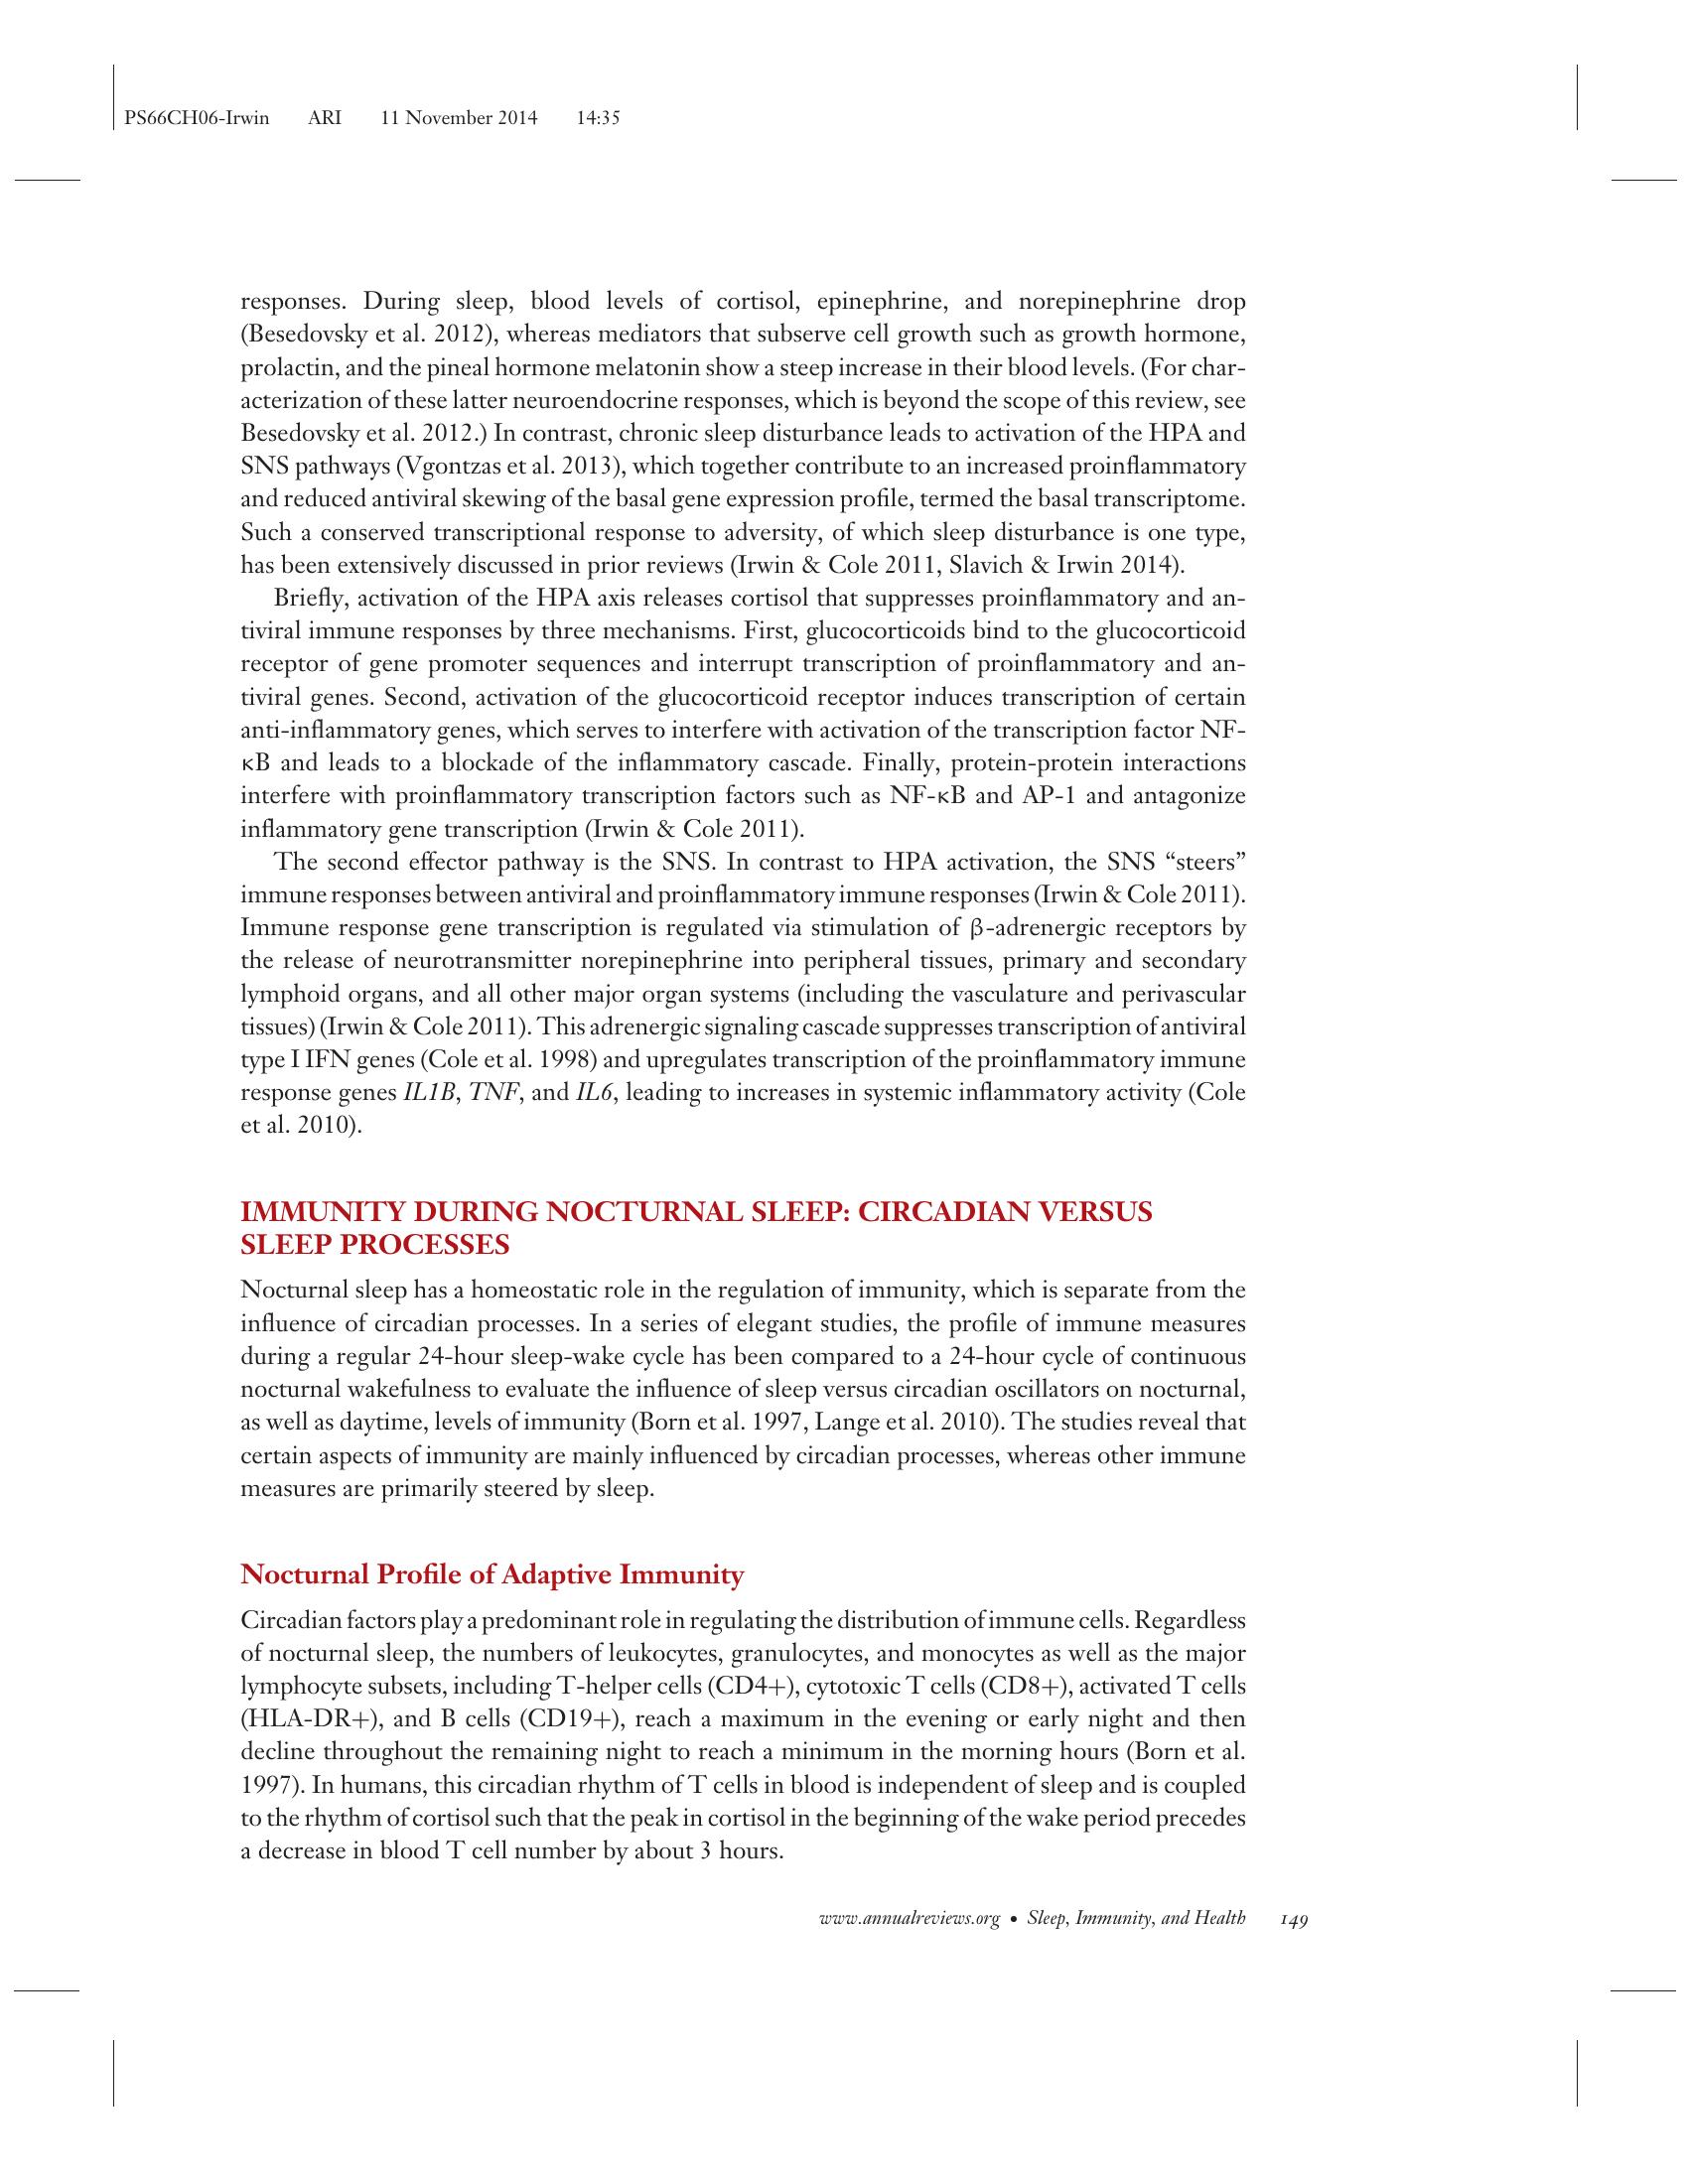 PS66CH06-Irwin ARI 11 November 2014 14:35
responses. During sleep, blood levels of cortisol, epinephrine, and norepinephrine drop
(Besedovsky et al. 2012), whereas mediators that subserve cell growth such as growth hormone,
prolactin, and the pineal hormone melatonin show a steep increase in their blood levels. (For char-
acterization of these latter neuroendocrine responses, which is beyond the scope of this review, see
Besedovsky et al. 2012.) In contrast, chronic sleep disturbance leads to activation of the HPA and
SNS pathways (Vgontzas et al. 2013), which together contribute to an increased proinflammatory
and reduced antiviral skewing of the basal gene expression profile, termed the basal transcriptome.
Such a conserved transcriptional response to adversity, of which sleep disturbance is one type,
has been extensively discussed in prior reviews (Irwin & Cole 2011, Slavich & Irwin 2014).
Briefly, activation of the HPA axis releases cortisol that suppresses proinflammatory and an-
tiviral immune responses by three mechanisms. First, glucocorticoids bind to the glucocorticoid
receptor of gene promoter sequences and interrupt transcription of proinflammatory and an-
tiviral genes. Second, activation of the glucocorticoid receptor induces transcription of certain
anti-inflammatory genes, which serves to interfere with activation of the transcription factor NF-
κB and leads to a blockade of the inflammatory cascade. Finally, protein-protein interactions
interfere with proinflammatory transcription factors such as NF-κB and AP-1 and antagonize
inflammatory gene transcription (Irwin & Cole 2011).
The second effector pathway is the SNS. In contrast to HPA activation, the SNS “steers”
immune responses between antiviral and proinflammatory immune responses (Irwin & Cole 2011).
Immune response gene transcription is regulated via stimulation of β-adrenergic receptors by
the release of neurotransmitter norepinephrine into peripheral tissues, primary and secondary
lymphoid organs, and all other major organ systems (including the vasculature and perivascular
tissues) (Irwin & Cole 2011). This adrenergic signaling cascade suppresses transcription of antiviral
type I IFN genes (Cole et al. 1998) and upregulates transcription of the proinflammatory immune
response genes IL1B, TNF, and IL6, leading to increases in systemic inflammatory activity (Cole
et al. 2010).
IMMUNITY DURING NOCTURNAL SLEEP: CIRCADIAN VERSUS
SLEEP PROCESSES
Nocturnal sleep has a homeostatic role in the regulation of immunity, which is separate from the
influence of circadian processes. In a series of elegant studies, the profile of immune measures
during a regular 24-hour sleep-wake cycle has been compared to a 24-hour cycle of continuous
nocturnal wakefulness to evaluate the influence of sleep versus circadian oscillators on nocturnal,
as well as daytime, levels of immunity (Born et al. 1997, Lange et al. 2010). The studies reveal that
certain aspects of immunity are mainly influenced by circadian processes, whereas other immune
measures are primarily steered by sleep.
Nocturnal Profile of Adaptive Immunity
Circadian factors play a predominant role in regulating the distribution of immune cells. Regardless
of nocturnal sleep, the numbers of leukocytes, granulocytes, and monocytes as well as the major
lymphocyte subsets, including T-helper cells (CD4+), cytotoxic T cells (CD8+), activated T cells
(HLA-DR+), and B cells (CD19+), reach a maximum in the evening or early night and then
decline throughout the remaining night to reach a minimum in the morning hours (Born et al.
1997). In humans, this circadian rhythm of T cells in blood is independent of sleep and is coupled
to the rhythm of cortisol such that the peak in cortisol in the beginning of the wake period precedes
a decrease in blood T cell number by about 3 hours.
www.annualreviews.org • Sleep, Immunity, and Health 149